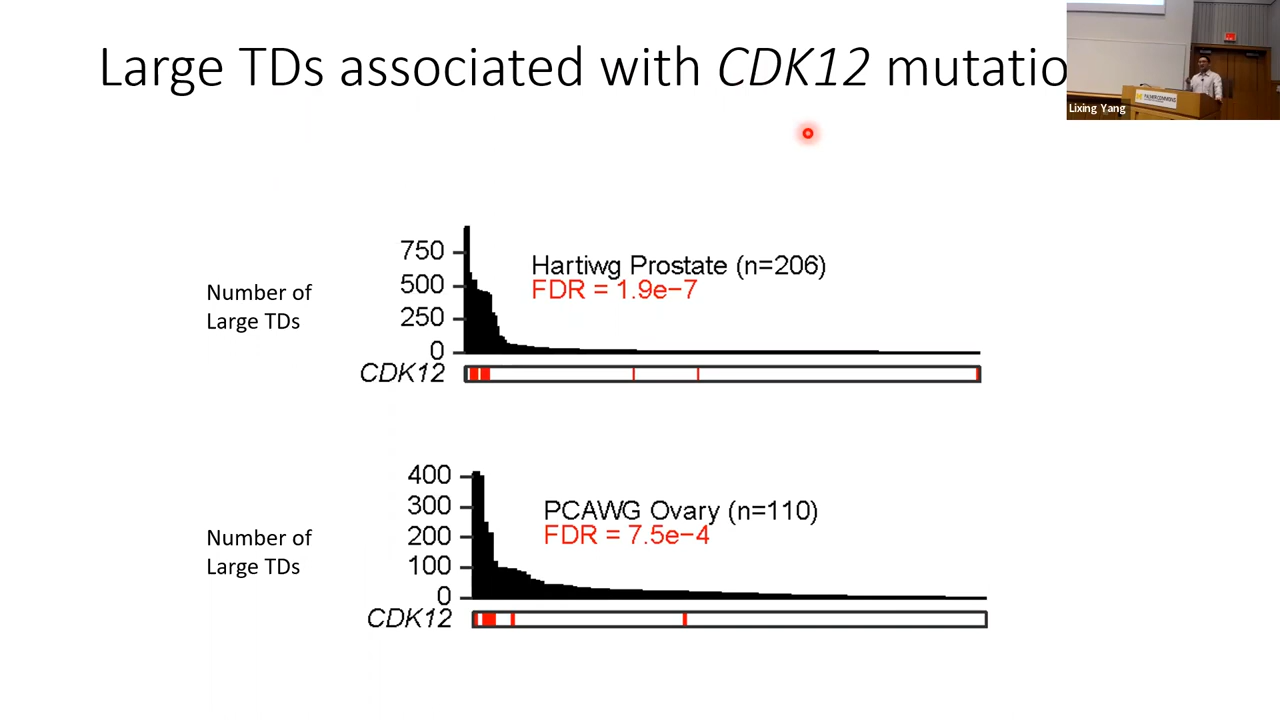 Large TDs associated with CDK12 mutatio
Lixing Yang
750
500
250
0
Number of
Large TDs
Hartiwg Prostate (n=206)
FDR = 1.9e−7
CDK12
400
300
200
100
0
Number of
Large TDs
PCAWG Ovary (n=110)
FDR = 7.5e−4
CDK12